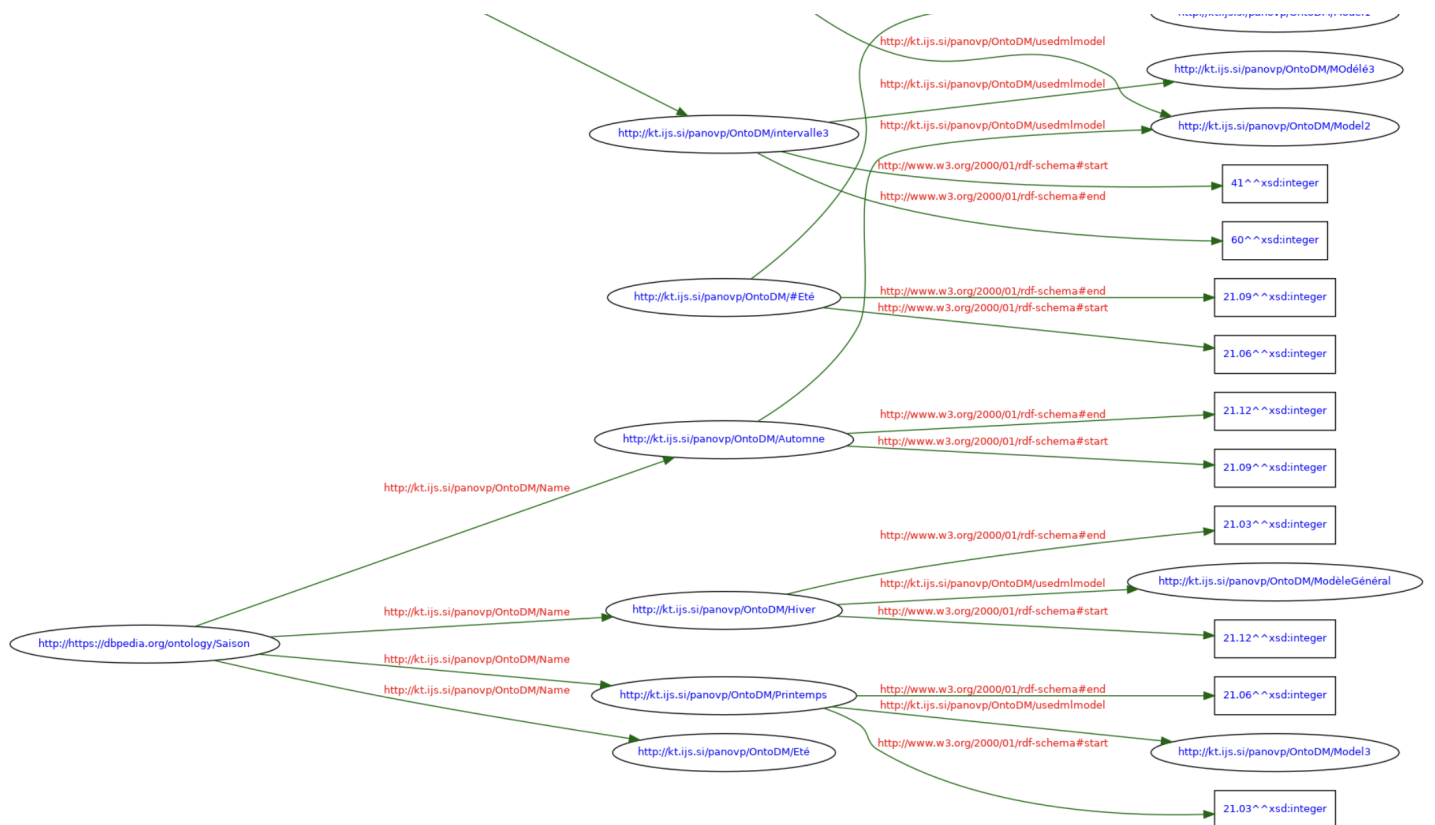 http://kt.ijs.si/panovp/OntoDM/Model1
http://kt.ijs.si/panovp/OntoDM/usedmlmodel
http://kt.ijs.si/panovp/OntoDM/MOdélé3
http://kt.ijs.si/panovp/OntoDM/usedmlmodel
http://kt.ijs.si/panovp/OntoDM/intervalle3
http://kt.ijs.si/panovp/OntoDM/usedmlmodel
http://kt.ijs.si/panovp/OntoDM/Model2
http://www.w3.org/2000/01/rdf-schema#start
41^^xsd:integer
http://www.w3.org/2000/01/rdf-schema#end
60^^xsd:integer
http://kt.ijs.si/panovp/OntoDM/#Eté
http://www.w3.org/2000/01/rdf-schema#end
21.09^^xsd:integer
http://www.w3.org/2000/01/rdf-schema#start
21.06^^xsd:integer
http://www.w3.org/2000/01/rdf-schema#end
21.12^^xsd:integer
http://kt.ijs.si/panovp/OntoDM/Automne
http://www.w3.org/2000/01/rdf-schema#start
21.09^^xsd:integer
http://kt.ijs.si/panovp/OntoDM/Name
21.03^^xsd:integer
http://www.w3.org/2000/01/rdf-schema#end
http://kt.ijs.si/panovp/OntoDM/usedmlmodel
http://kt.ijs.si/panovp/OntoDM/ModèleGénéral
http://kt.ijs.si/panovp/OntoDM/Name
http://kt.ijs.si/panovp/OntoDM/Hiver
http://www.w3.org/2000/01/rdf-schema#start
21.12^^xsd:integer
http://https://dbpedia.org/ontology/Saison
http://kt.ijs.si/panovp/OntoDM/Name
http://kt.ijs.si/panovp/OntoDM/Name
http://kt.ijs.si/panovp/OntoDM/Printemps
http://www.w3.org/2000/01/rdf-schema#end
21.06^^xsd:integer
http://kt.ijs.si/panovp/OntoDM/usedmlmodel
http://www.w3.org/2000/01/rdf-schema#start
http://kt.ijs.si/panovp/OntoDM/Eté
http://kt.ijs.si/panovp/OntoDM/Model3
21.03^^xsd:integer